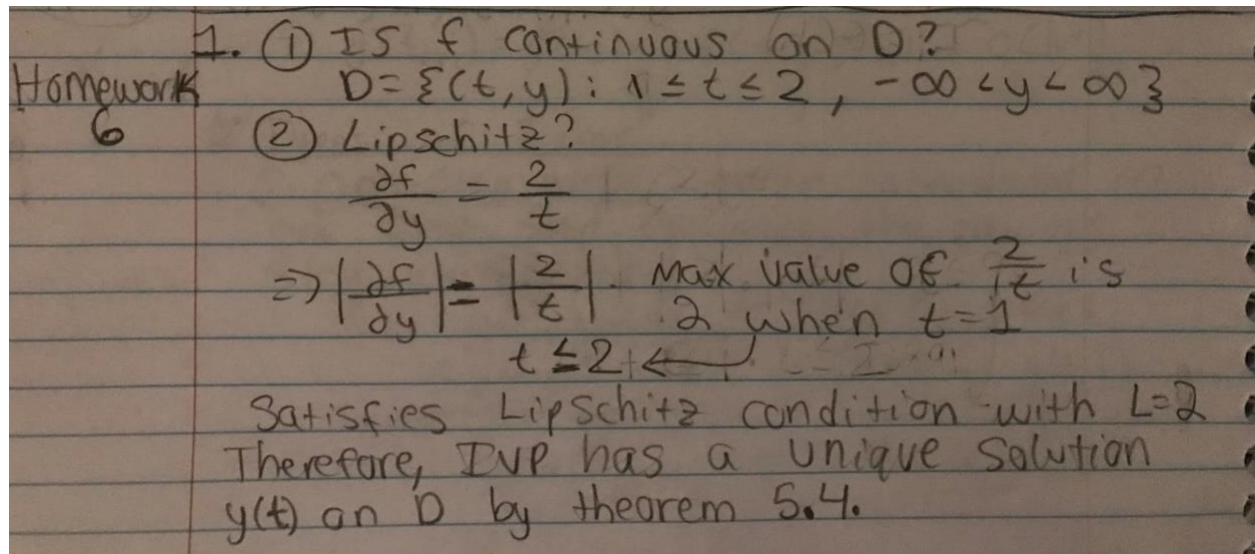 1. ① Is f continuous on D?
Homework 6
D={(t,y): 1≤t≤2, -∞<y<∞}
② Lipschitz?
∂f/∂y = 2/t
=> |∂f/∂y| = |2/t|. Max value of 2/t is
2 when t=1
t ≤ 2 ←
Satisfies Lipschitz condition with L=2
Therefore, IVP has a unique solution
y(t) on D by theorem 5.4.